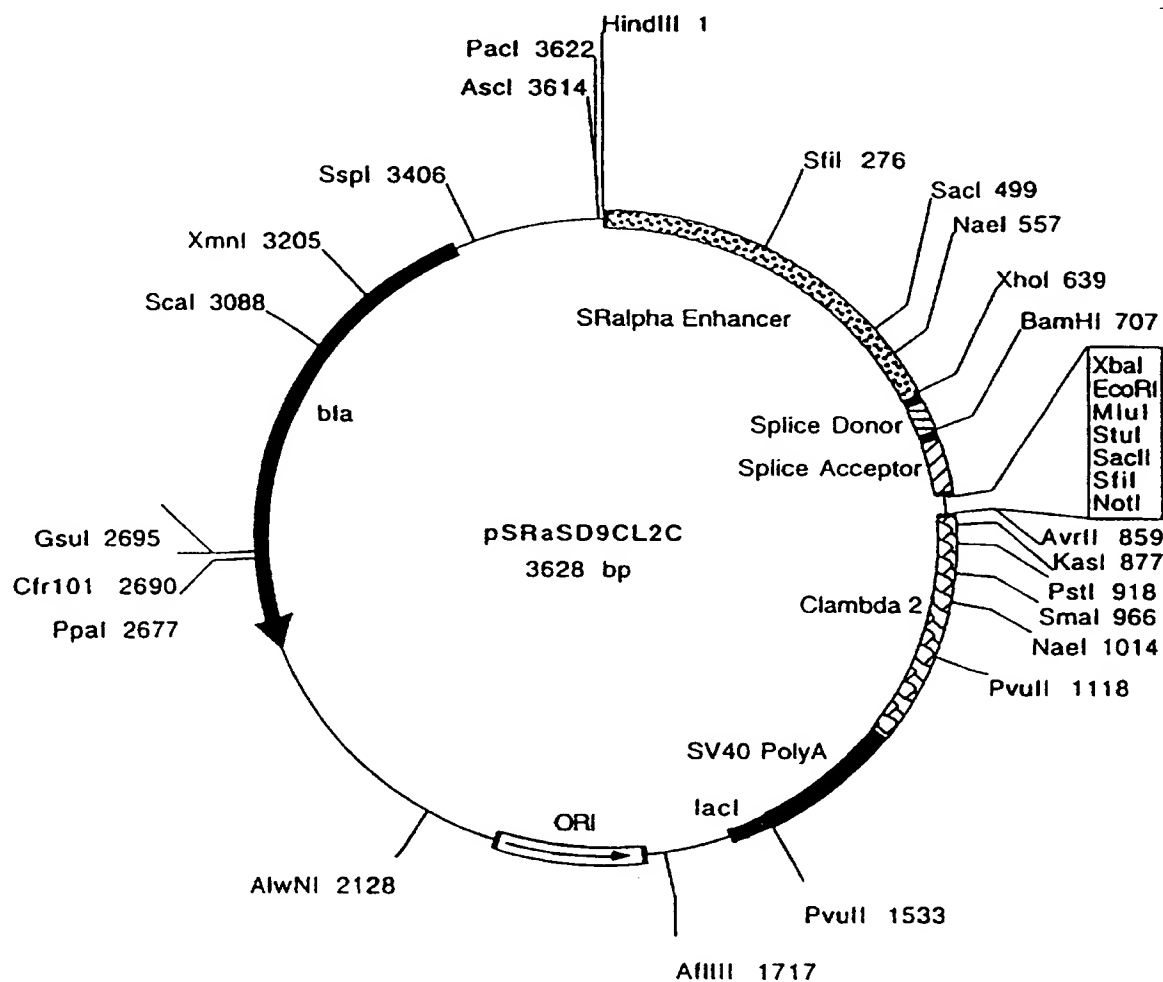 HindIII 1
PacI 3622
AscI 3614
SspI 3406
XmnI 3205
ScaI 3088
SfiI 276
SacI 499
NaeI 557
XhoI 639
BamHI 707
XbaI
EcoRI
MluI
StuI
SacII
SfiI
NotI
SRalpha Enhancer
bla
Splice Donor
Splice Acceptor
pSRaSD9CL2C
3628 bp
GsuI 2695
Cfr101 2690
PpaI 2677
AvrII 859
KasI 877
PstI 918
SmaI 966
NaeI 1014
PvuII 1118
Clambda 2
SV40 PolyA
lacI
ORI
AlwNI 2128
PvuII 1533
AflIII 1717